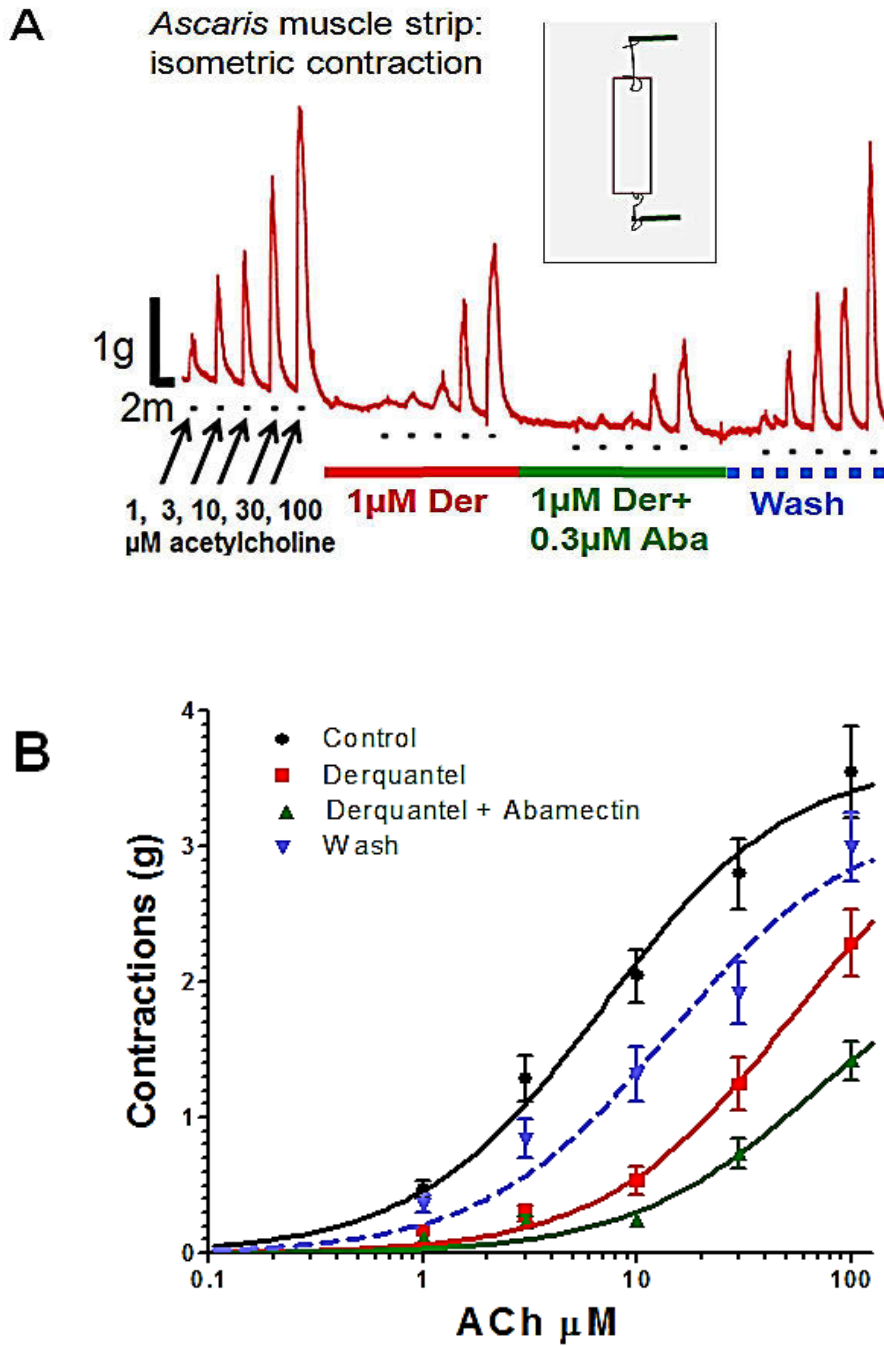 A
Ascaris muscle strip:
isometric contraction
1g
2m
1, 3, 10, 30, 100
µM acetylcholine
1µM Der
1µM Der+
0.3µM Aba
Wash
B
Contractions (g)
4
3
2
1
0
Control
Derquantel
Derquantel + Abamectin
Wash
0.1 1 10 100
ACh µM